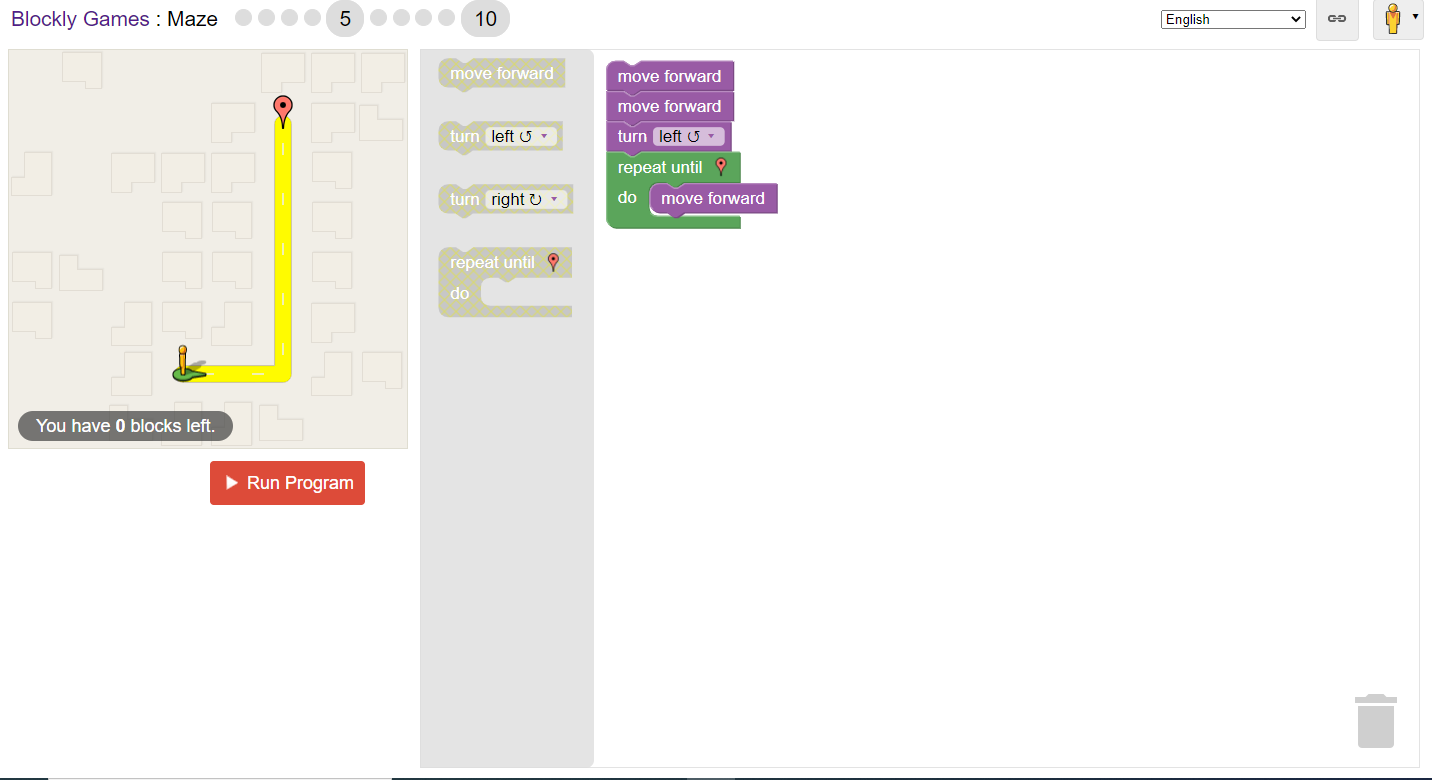 Blockly Games : Maze 5 10 English
move forward
turn left ↺
turn right ↻
repeat until
do
move forward
move forward
turn left ↺
repeat until
do move forward
You have 0 blocks left.
Run Program